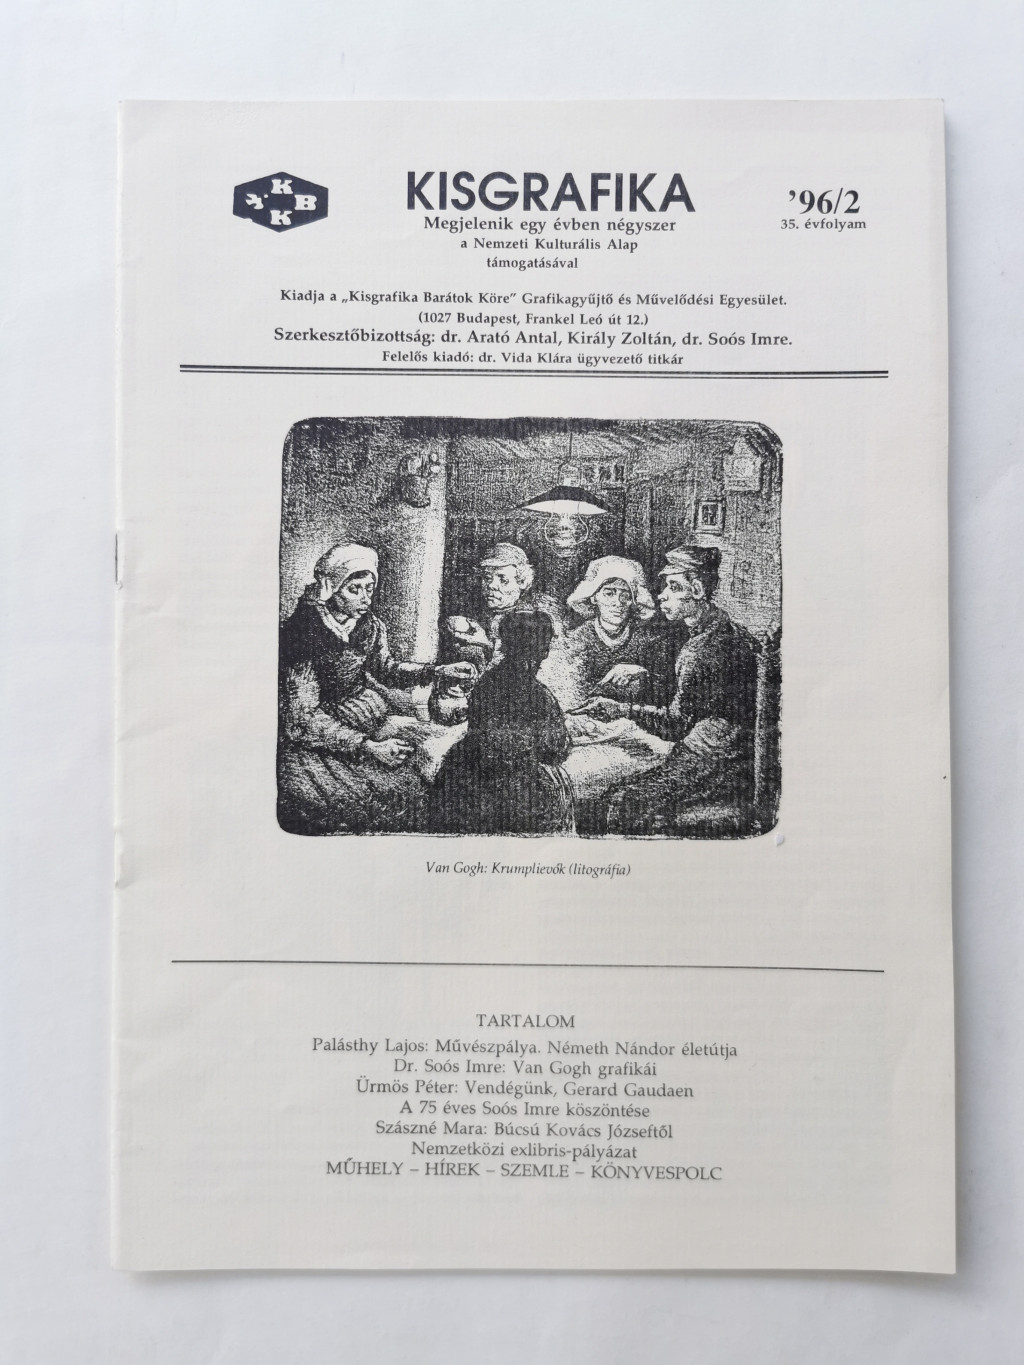 K
K. B
K
KISGRAFIKA
Megjelenik egy évben négyszer
a Nemzeti Kulturális Alap
támogatásával
'96/2
35. évfolyam
Kiadja a „Kisgrafika Barátok Köre” Grafikagyűjtő és Művelődési Egyesület.
(1027 Budapest, Frankel Leó út 12.)
Szerkesztőbizottság: dr. Arató Antal, Király Zoltán, dr. Soós Imre.
Felelős kiadó: dr. Vida Klára ügyvezető titkár
Van Gogh: Krumplievők (litográfia)
TARTALOM
Palásthy Lajos: Művészpálya. Németh Nándor életútja
Dr. Soós Imre: Van Gogh grafikái
Ürmös Péter: Vendégünk, Gerard Gaudaen
A 75 éves Soós Imre köszöntése
Szászné Mara: Búcsú Kovács Józseftől
Nemzetközi exlibris-pályázat
MŰHELY – HÍREK – SZEMLE – KÖNYVESPOLC